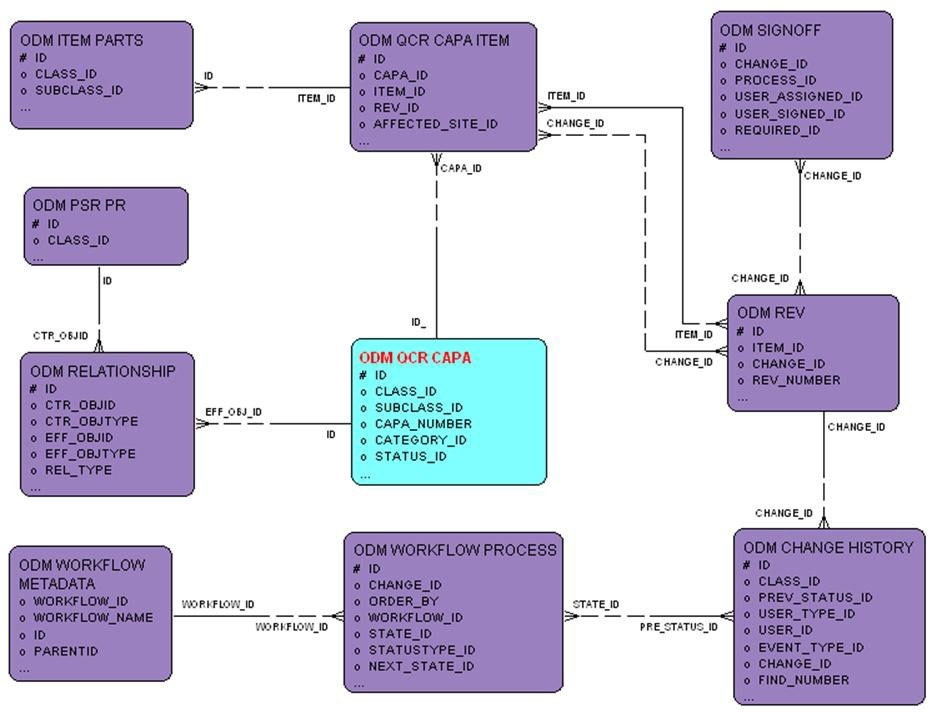 ODM ITEM PARTS
# ID
o CLASS_ID
o SUBCLASS_ID
...
ID
ITEM_ID
ODM QCR CAPA ITEM
# ID
o CAPA_ID
o ITEM_ID
o REV_ID
o AFFECTED_SITE_ID
...
ITEM_ID
CHANGE_ID
CAPA_ID
ODM SIGNOFF
# ID
o CHANGE_ID
o PROCESS_ID
o USER_ASSIGNED_ID
o USER_SIGNED_ID
o REQUIRED_ID
...
CHANGE_ID
CHANGE_ID
ODM PSR PR
# ID
o CLASS_ID
...
ID
CTR_OBJID
ODM REV
# ID
o ITEM_ID
o CHANGE_ID
o REV_NUMBER
...
ITEM_ID
CHANGE_ID
CHANGE_ID
CHANGE_ID
ID_
ODM QCR CAPA
# ID
o CLASS_ID
o SUBCLASS_ID
o CAPA_NUMBER
o CATEGORY_ID
o STATUS_ID
...
EFF_OBJ_ID
ID
ODM RELATIONSHIP
# ID
o CTR_OBJID
o CTR_OBJTYPE
o EFF_OBJID
o EFF_OBJTYPE
o REL_TYPE
...
ODM WORKFLOW
METADATA
o WORKFLOW_ID
o WORKFLOW_NAME
o ID
o PARENTID
...
WORKFLOW_ID
WORKFLOW_ID
ODM WORKFLOW PROCESS
# ID
o CHANGE_ID
o ORDER_BY
o WORKFLOW_ID
o STATE_ID
o STATUSTYPE_ID
o NEXT_STATE_ID
...
STATE_ID
PRE_STATUS_ID
ODM CHANGE HISTORY
# ID
o CLASS_ID
o PREV_STATUS_ID
o USER_TYPE_ID
o USER_ID
o EVENT_TYPE_ID
o CHANGE_ID
o FIND_NUMBER
...